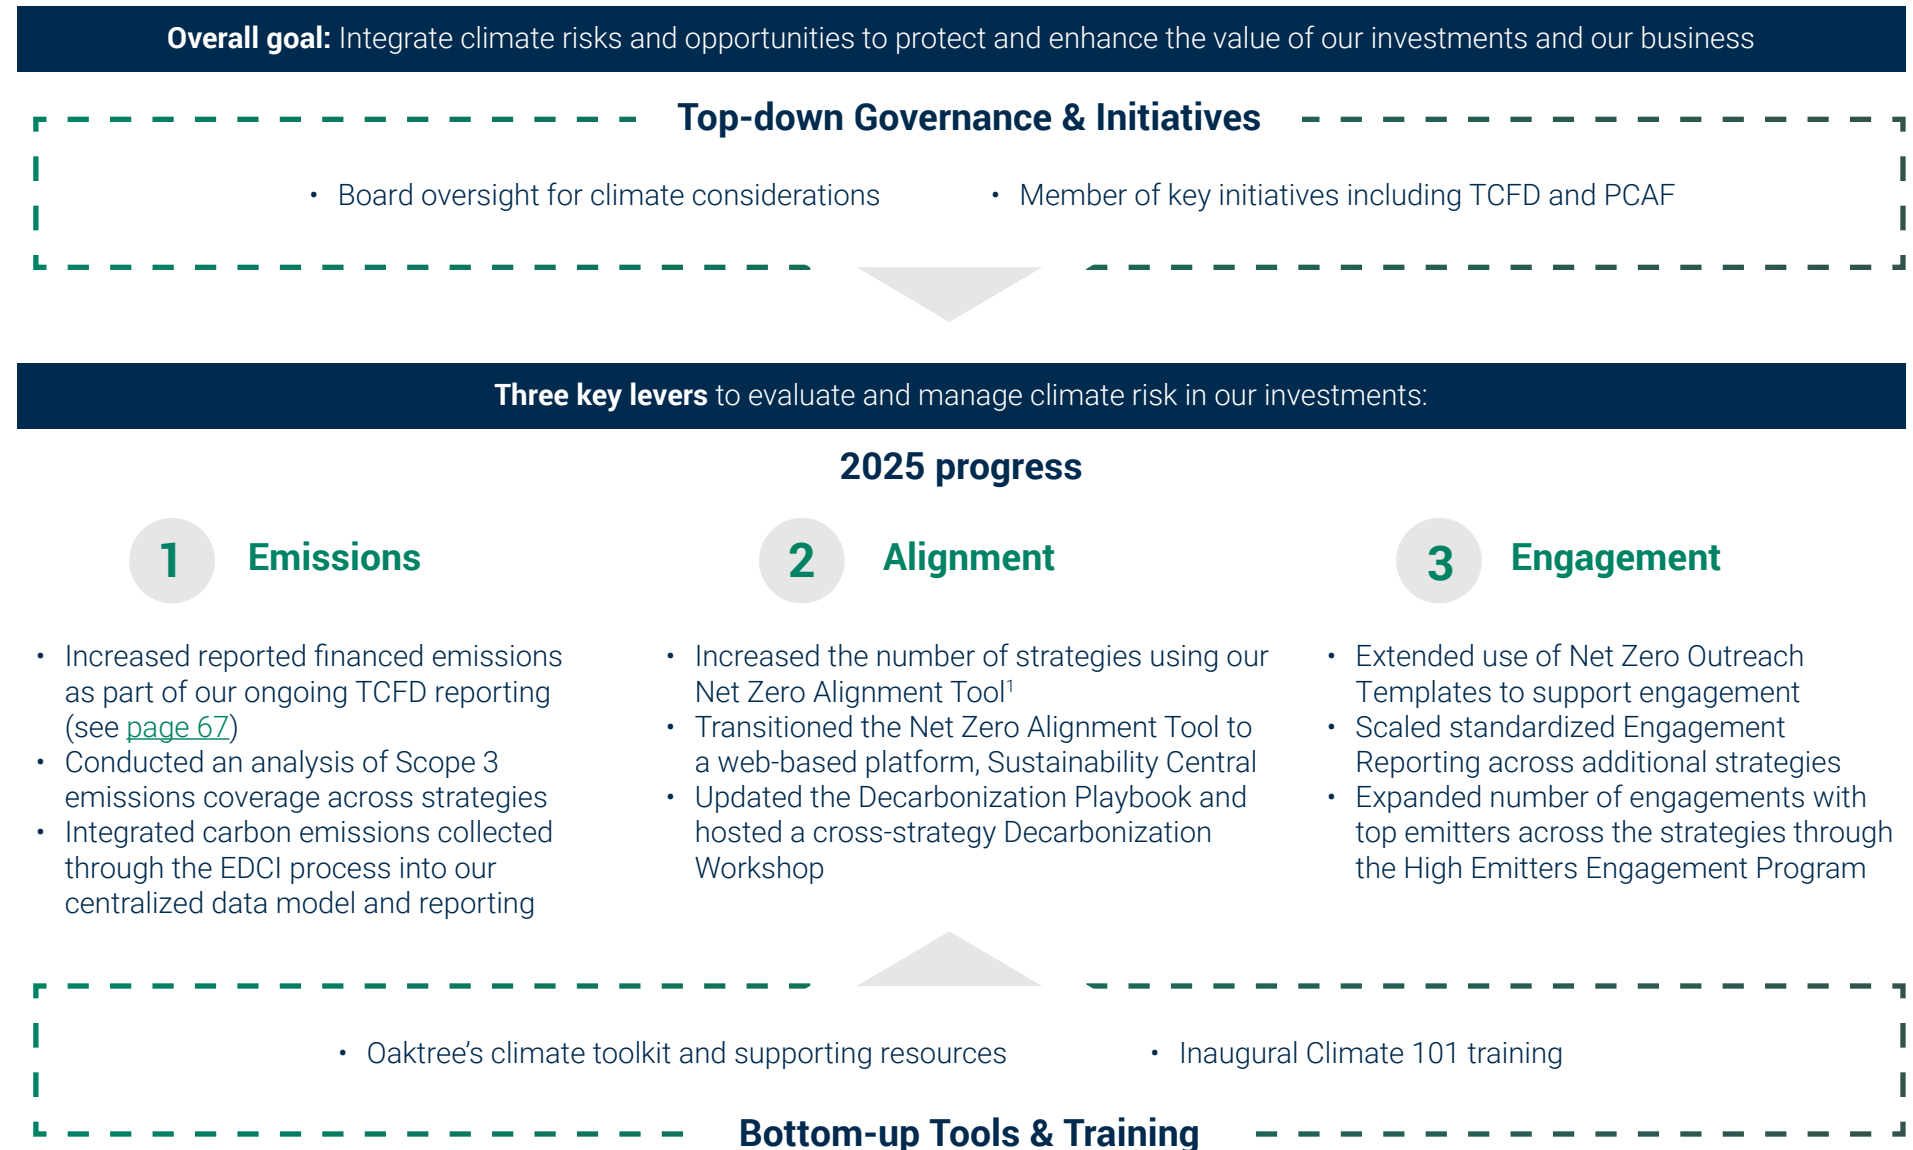 Overall goal: Integrate climate risks and opportunities to protect and enhance the value of our investments and our business
Top-down Governance & Initiatives
• Board oversight for climate considerations
• Member of key initiatives including TCFD and PCAF
Three key levers to evaluate and manage climate risk in our investments:
2025 progress
1 Emissions
• Increased reported financed emissions
as part of our ongoing TCFD reporting
(see page 67)
• Conducted an analysis of Scope 3
emissions coverage across strategies
• Integrated carbon emissions collected
through the EDCI process into our
centralized data model and reporting
2 Alignment
• Increased the number of strategies using our
Net Zero Alignment Tool¹
• Transitioned the Net Zero Alignment Tool to
a web-based platform, Sustainability Central
• Updated the Decarbonization Playbook and
hosted a cross-strategy Decarbonization
Workshop
3 Engagement
• Extended use of Net Zero Outreach
Templates to support engagement
• Scaled standardized Engagement
Reporting across additional strategies
• Expanded number of engagements with
top emitters across the strategies through
the High Emitters Engagement Program
• Oaktree's climate toolkit and supporting resources
• Inaugural Climate 101 training
Bottom-up Tools & Training